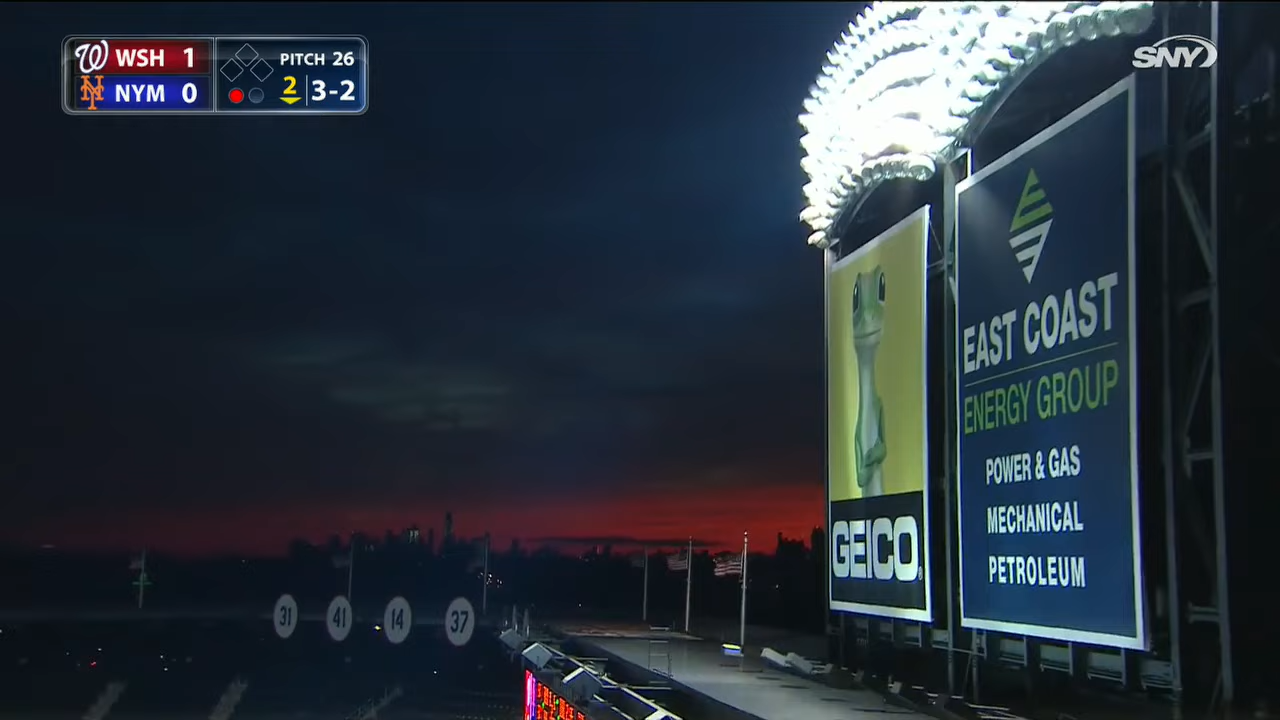 WSH 1
NYM 0
PITCH 26
2
3-2
SNY
EAST COAST
ENERGY GROUP
POWER & GAS
MECHANICAL
PETROLEUM
GEICO
31
41
14
37